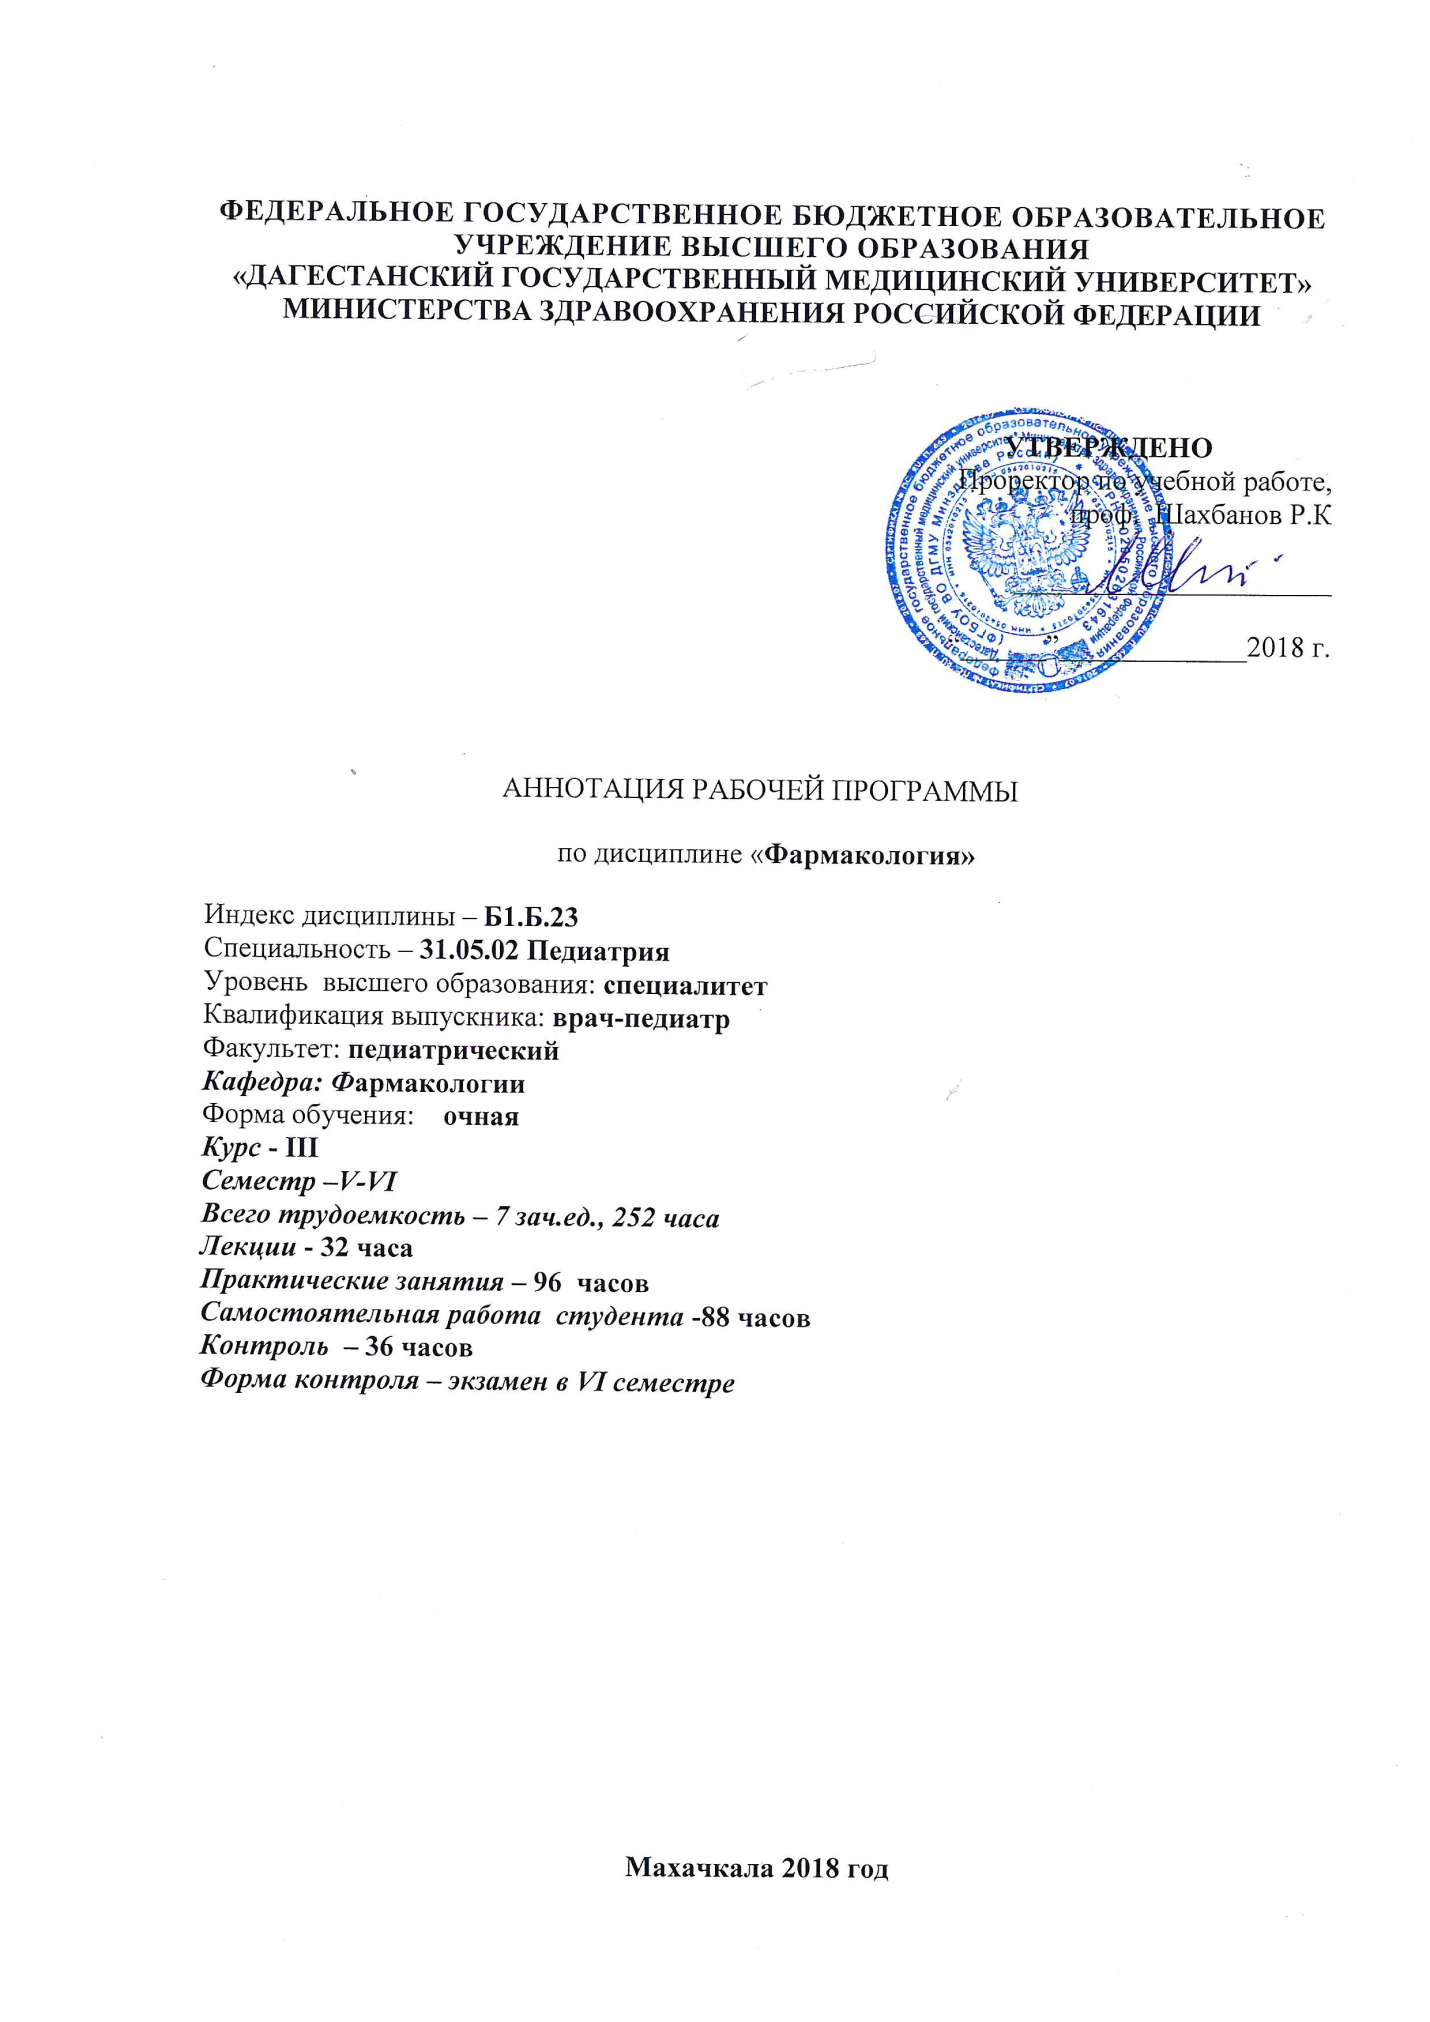 ФЕДЕРАЛЬНОЕ ГОСУДАРСТВЕННОЕ БЮДЖЕТНОЕ ОБРАЗОВАТЕЛЬНОЕ
УЧРЕЖДЕНИЕ ВЫСШЕГО ОБРАЗОВАНИЯ
«ДАГЕСТАНСКИЙ ГОСУДАРСТВЕННЫЙ МЕДИЦИНСКИЙ УНИВЕРСИТЕТ»
МИНИСТЕРСТВА ЗДРАВООХРАНЕНИЯ РОССИЙСКОЙ ФЕДЕРАЦИИ
УТВЕРЖДЕНО
Проректор по учебной работе,
проф. Шахбанов Р.К
2018 г.
АННОТАЦИЯ РАБОЧЕЙ ПРОГРАММЫ
по дисциплине «Фармакология»
Индекс дисциплины – Б1.Б.23
Специальность – 31.05.02 Педиатрия
Уровень высшего образования: специалитет
Квалификация выпускника: врач-педиатр
Факультет: педиатрический
Кафедра: Фармакологии
Форма обучения: очная
Курс - III
Семестр –V-VI
Всего трудоемкость – 7 зач.ед., 252 часа
Лекции - 32 часа
Практические занятия – 96 часов
Самостоятельная работа студента -88 часов
Контроль – 36 часов
Форма контроля – экзамен в VI семестре
Махачкала 2018 год